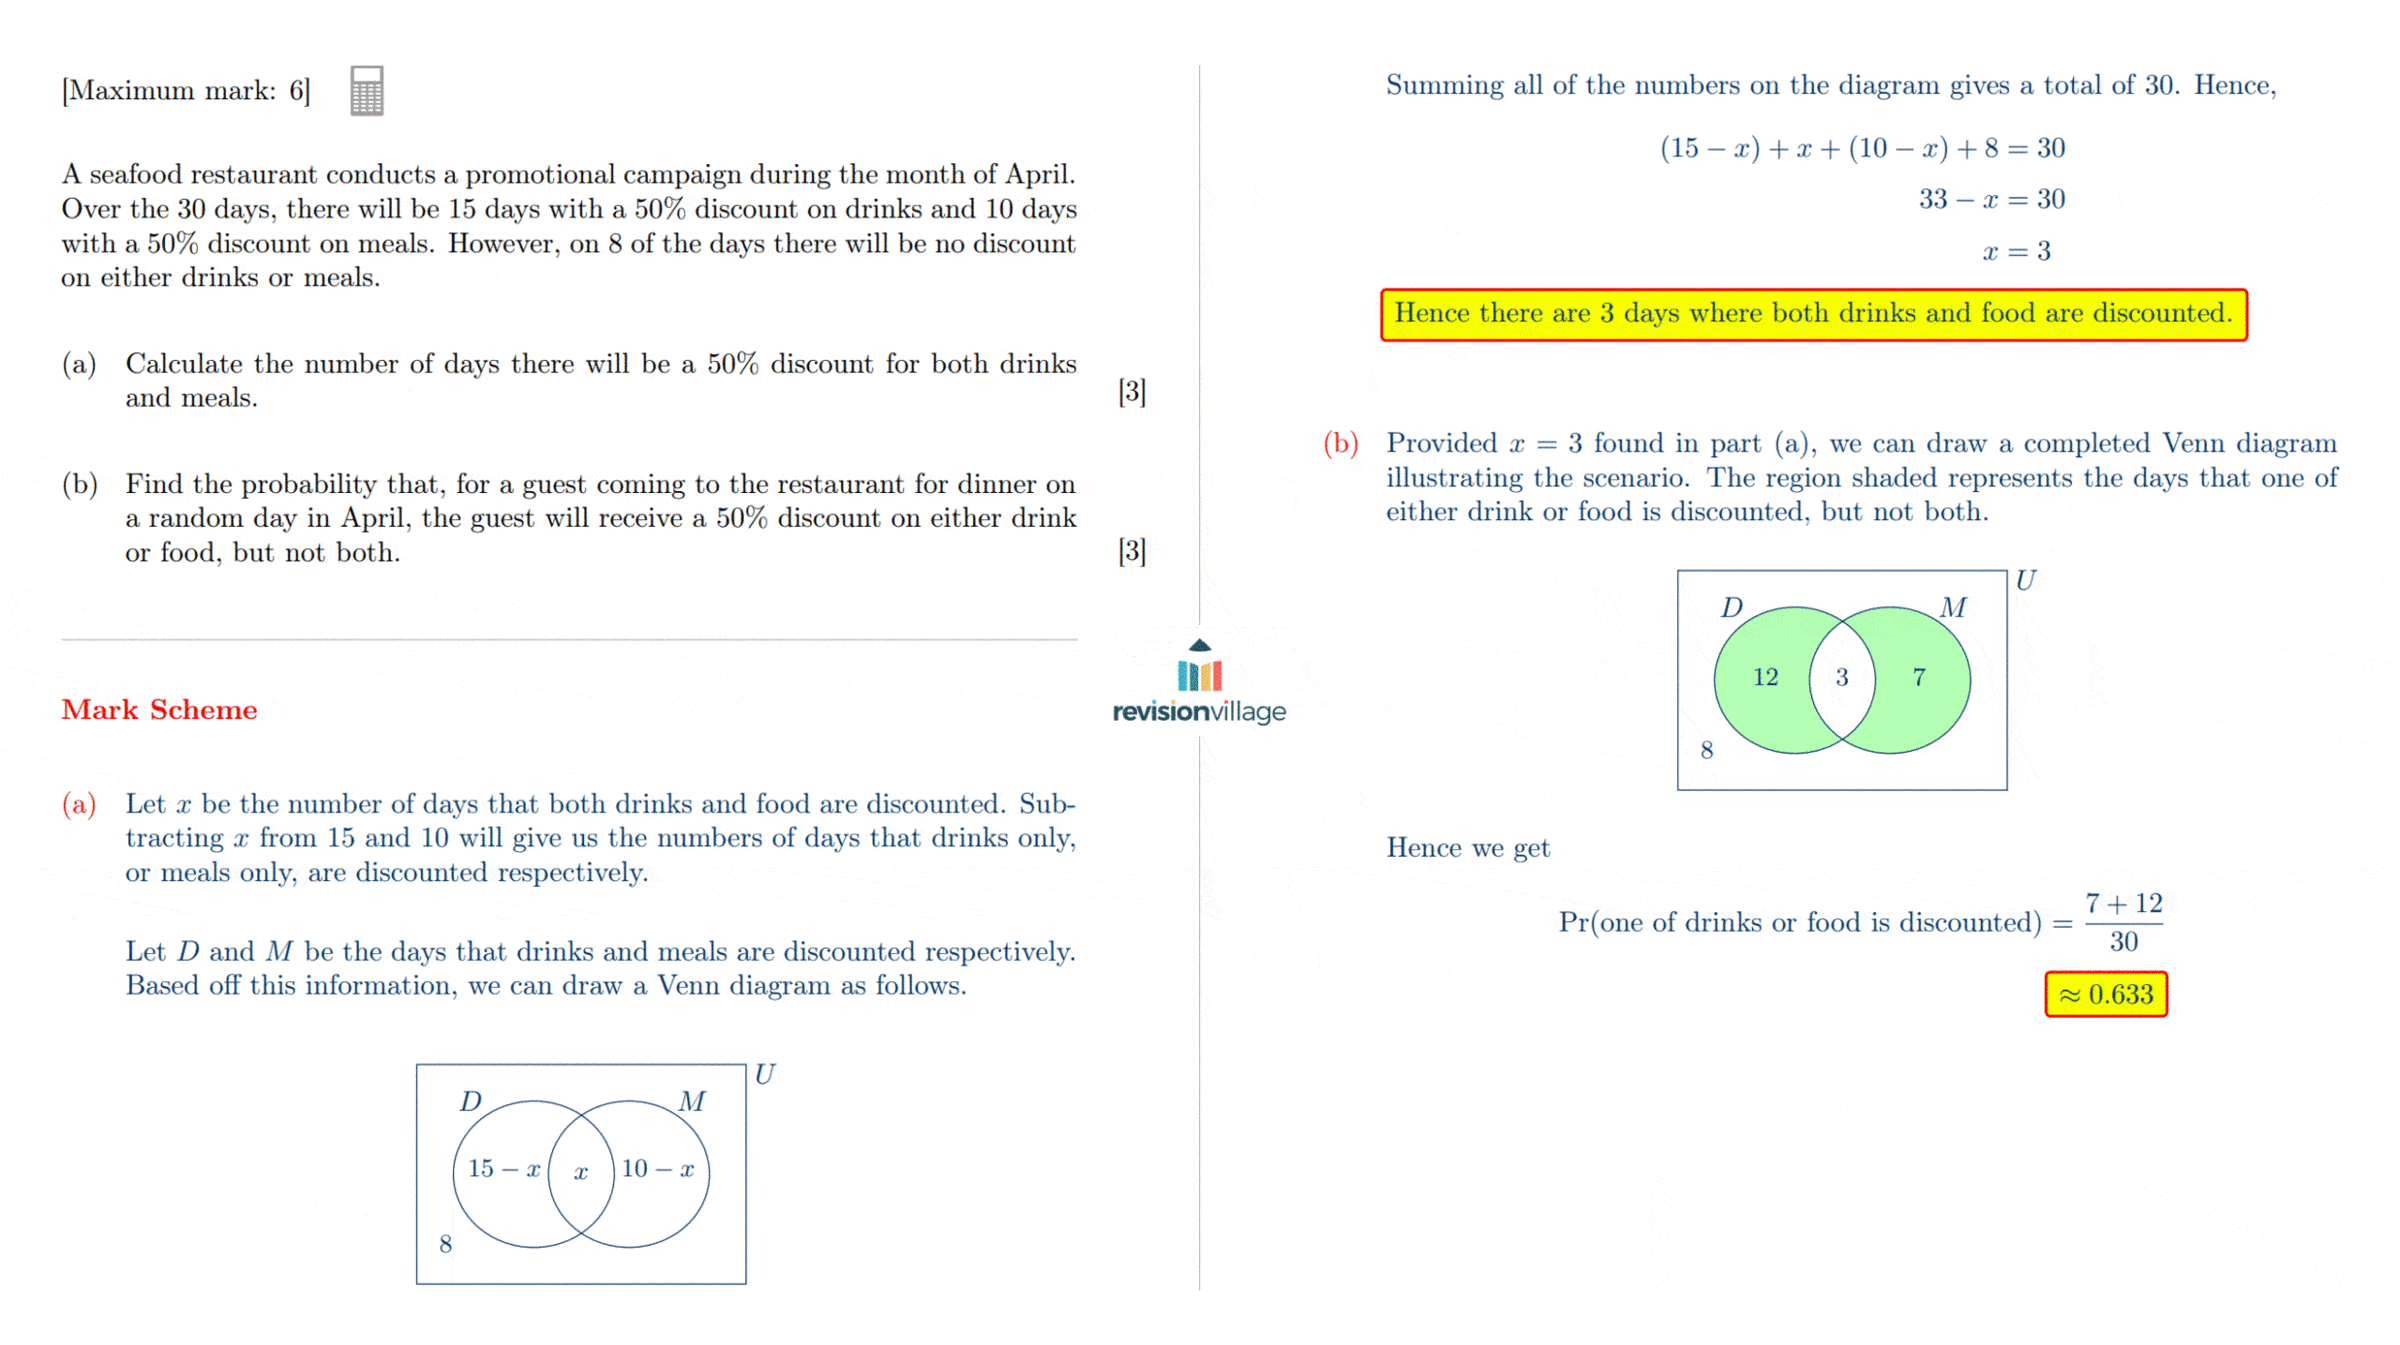 [Maximum mark: 6]
A seafood restaurant conducts a promotional campaign during the month of April.
Over the 30 days, there will be 15 days with a 50% discount on drinks and 10 days
with a 50% discount on meals. However, on 8 of the days there will be no discount
on either drinks or meals.
(a) Calculate the number of days there will be a 50% discount for both drinks
and meals.
[3]
(b) Find the probability that, for a guest coming to the restaurant for dinner on
a random day in April, the guest will receive a 50% discount on either drink
or food, but not both.
[3]
Mark Scheme
(a) Let x be the number of days that both drinks and food are discounted. Sub-
tracting x from 15 and 10 will give us the numbers of days that drinks only,
or meals only, are discounted respectively.
Let D and M be the days that drinks and meals are discounted respectively.
Based off this information, we can draw a Venn diagram as follows.
U
D M
15 − x x 10 − x
8
revisionvillage
Summing all of the numbers on the diagram gives a total of 30. Hence,
(15 − x) + x + (10 − x) + 8 = 30
33 − x = 30
x = 3
Hence there are 3 days where both drinks and food are discounted.
(b) Provided x = 3 found in part (a), we can draw a completed Venn diagram
illustrating the scenario. The region shaded represents the days that one of
either drink or food is discounted, but not both.
U
D M
12 3 7
8
Hence we get
Pr(one of drinks or food is discounted) = 7 + 12
30
≈ 0.633